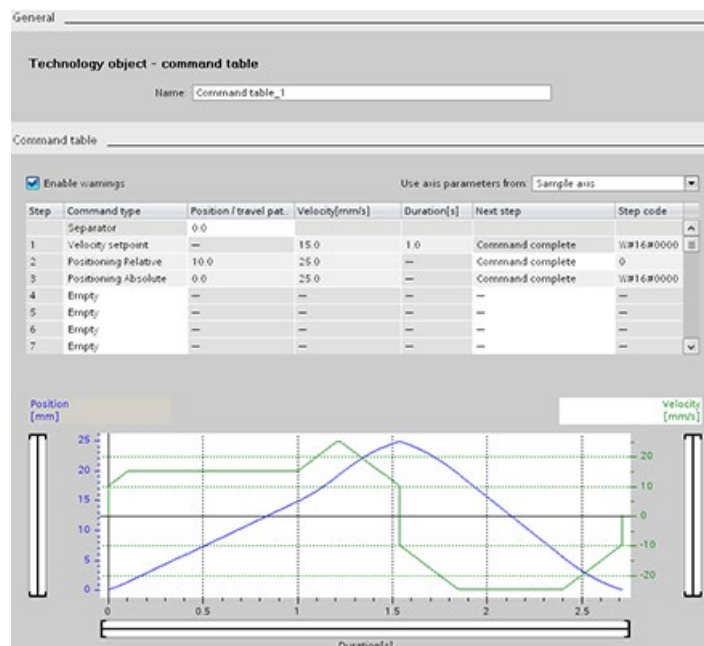 General
Technology object - command table
Name: Command table_1
Command table
Enable warnings Use axis parameters from: Sample axis
Step Command type Position / travel pat.. Velocity[mm/s] Duration[s] Next step Step code
Separator 0.0
1 Velocity setpoint — 15.0 1.0 Command complete W#16#0000
2 Positioning Relative 10.0 25.0 — Command complete 0
3 Positioning Absolute 0.0 25.0 — Command complete W#16#0000
4 Empty — — — — —
5 Empty — — — — —
6 Empty — — — — —
7 Empty — — — — —
Position Velocity
[mm] [mm/s]
25
20 20
15 10
0
10
-10
5
-20
0
0 0.5 1 1.5 2 2.5
Duration[s]